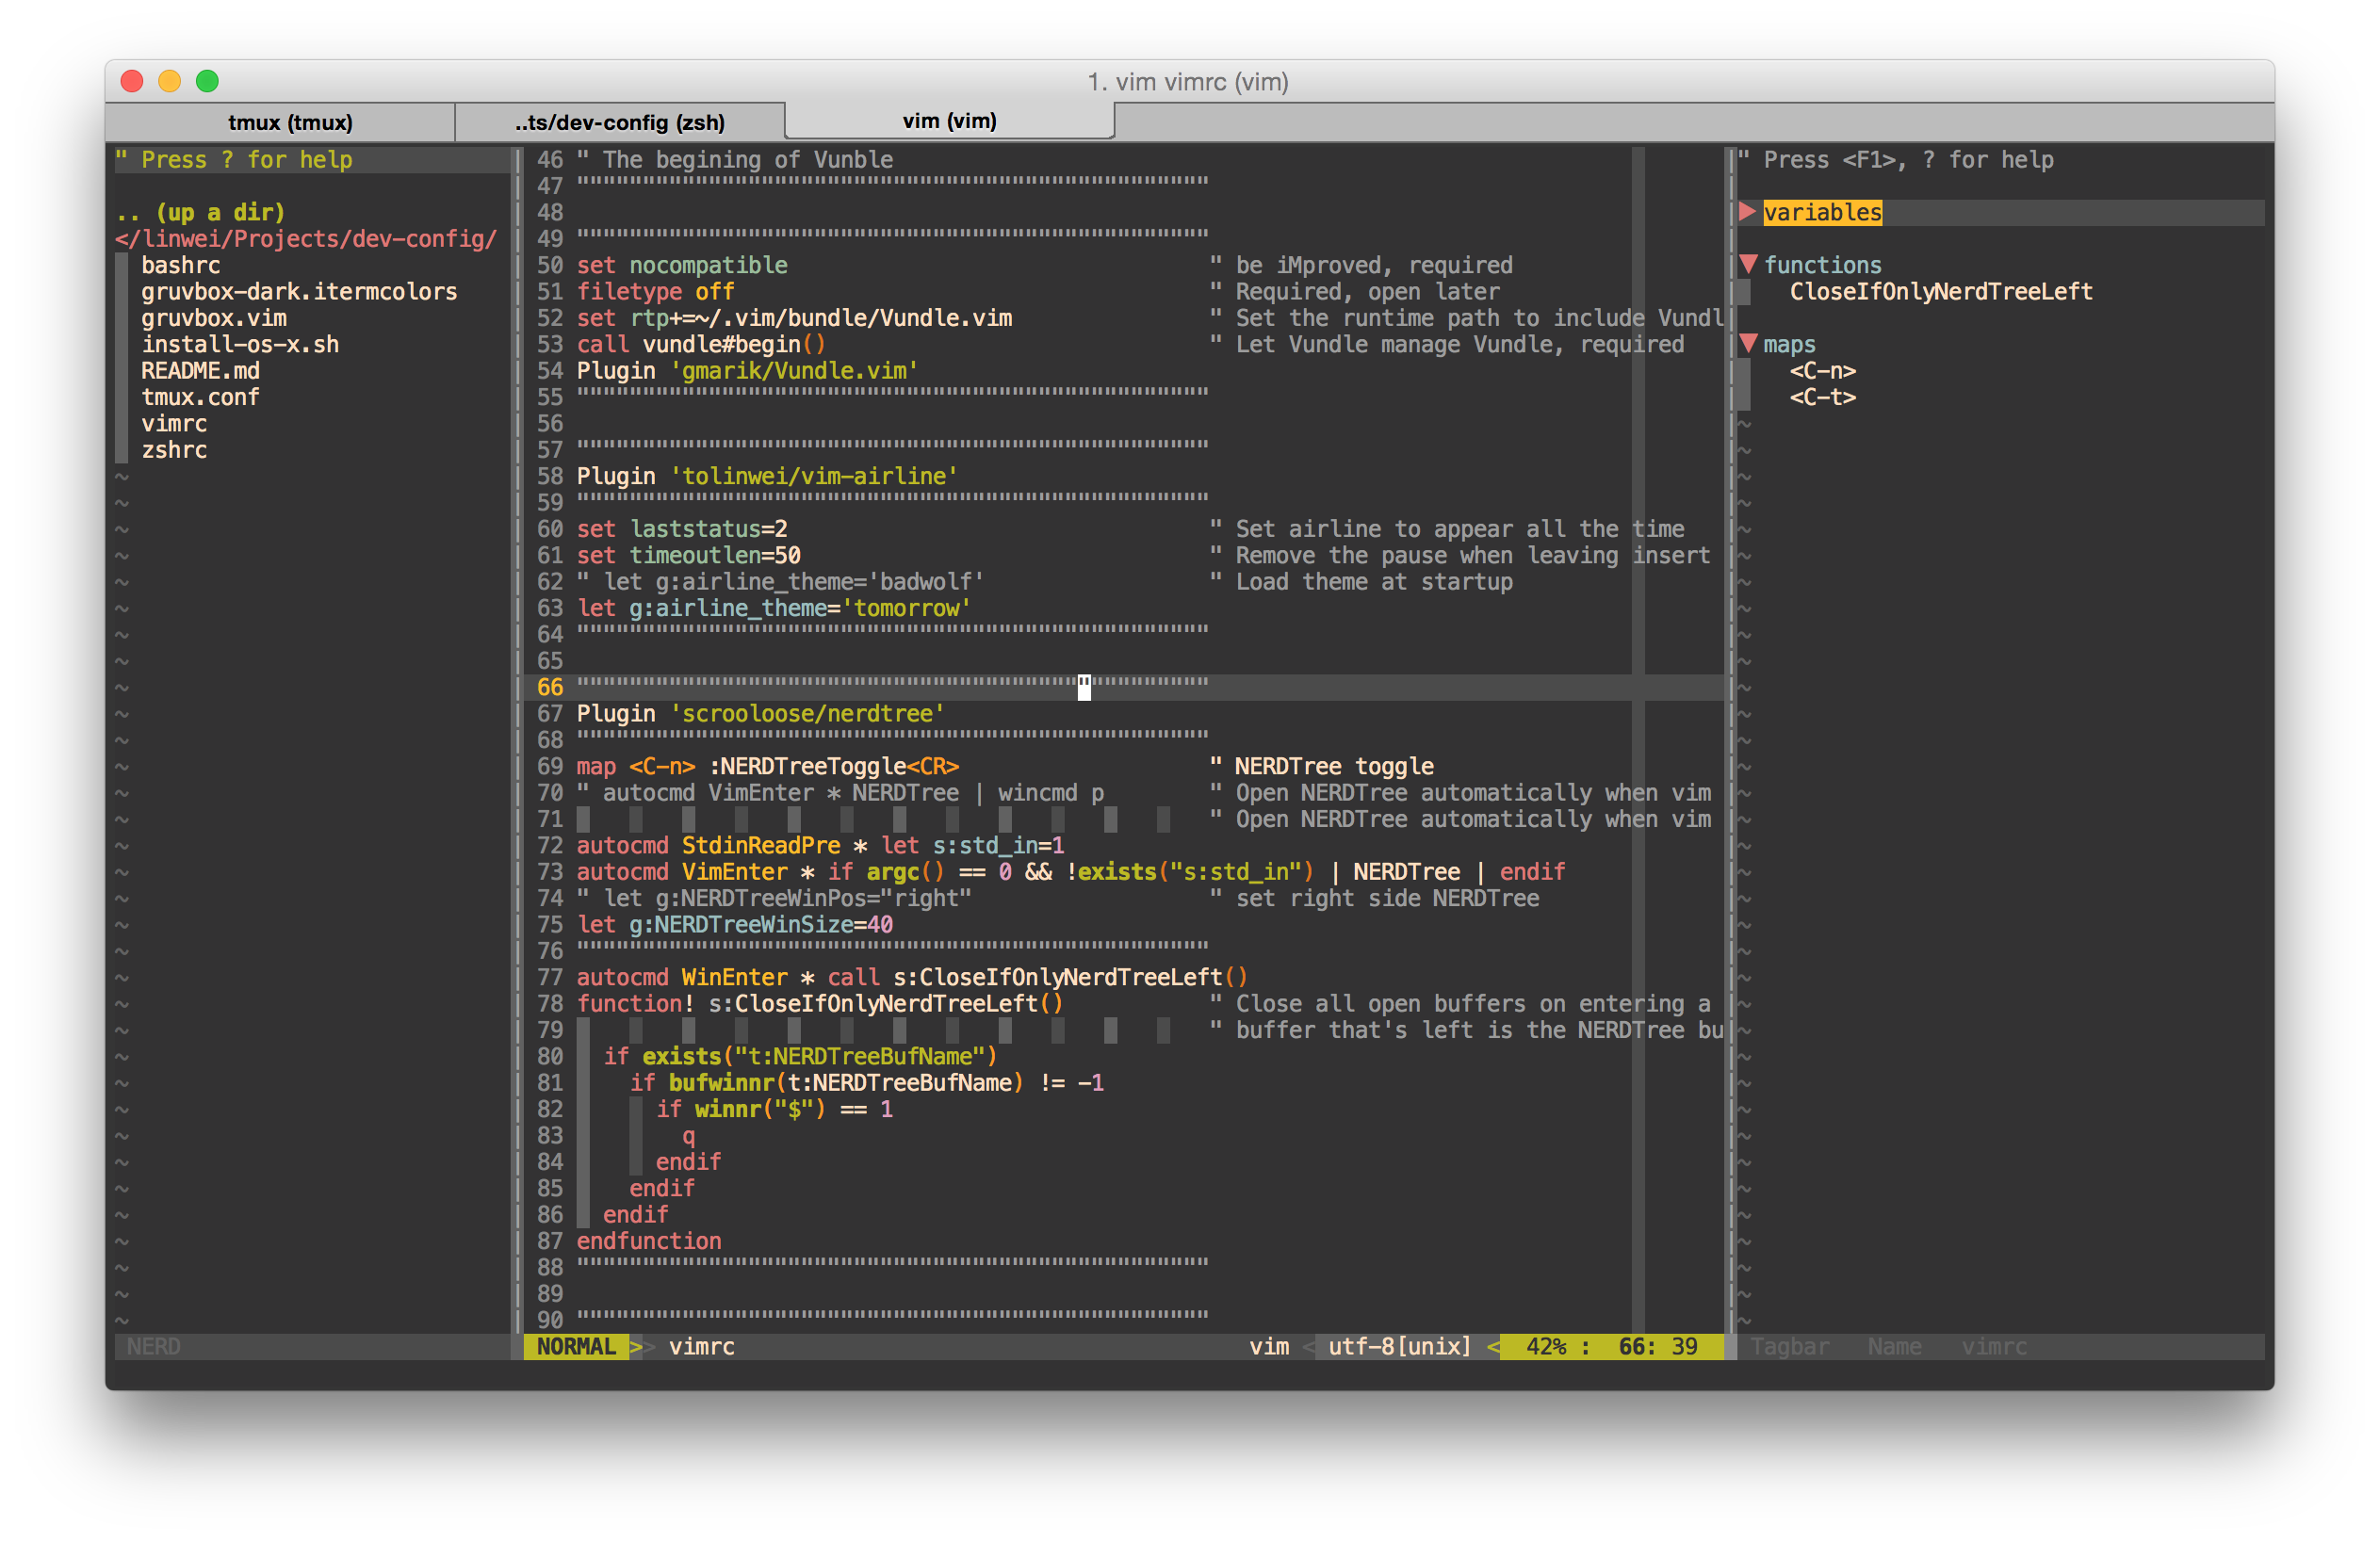 1. vim vimrc (vim)
tmux (tmux)
..ts/dev-config (zsh)
vim (vim)
" Press ? for help
.. (up a dir)
</linwei/Projects/dev-config/
bashrc
gruvbox-dark.itermcolors
gruvbox.vim
install-os-x.sh
README.md
tmux.conf
vimrc
zshrc
NERD
46 " The begining of Vunble
47 """"""""""""""""""""""""""""""""""""""""""""""""
48
49 """"""""""""""""""""""""""""""""""""""""""""""""
50 set nocompatible " be iMproved, required
51 filetype off " Required, open later
52 set rtp+=~/.vim/bundle/Vundle.vim " Set the runtime path to include Vundl
53 call vundle#begin() " Let Vundle manage Vundle, required
54 Plugin 'gmarik/Vundle.vim'
55 """"""""""""""""""""""""""""""""""""""""""""""""
56
57 """"""""""""""""""""""""""""""""""""""""""""""""
58 Plugin 'tolinwei/vim-airline'
59 """"""""""""""""""""""""""""""""""""""""""""""""
60 set laststatus=2 " Set airline to appear all the time
61 set timeoutlen=50 " Remove the pause when leaving insert
62 " let g:airline_theme='badwolf' " Load theme at startup
63 let g:airline_theme='tomorrow'
64 """"""""""""""""""""""""""""""""""""""""""""""""
65
66 """"""""""""""""""""""""""""""""""""""""""""""""
67 Plugin 'scrooloose/nerdtree'
68 """"""""""""""""""""""""""""""""""""""""""""""""
69 map <C-n> :NERDTreeToggle<CR> " NERDTree toggle
70 " autocmd VimEnter * NERDTree | wincmd p " Open NERDTree automatically when vim
71 " Open NERDTree automatically when vim
72 autocmd StdinReadPre * let s:std_in=1
73 autocmd VimEnter * if argc() == 0 && !exists("s:std_in") | NERDTree | endif
74 " let g:NERDTreeWinPos="right" " set right side NERDTree
75 let g:NERDTreeWinSize=40
76 """"""""""""""""""""""""""""""""""""""""""""""""
77 autocmd WinEnter * call s:CloseIfOnlyNerdTreeLeft()
78 function! s:CloseIfOnlyNerdTreeLeft() " Close all open buffers on entering a
79 " buffer that's left is the NERDTree bu
80 if exists("t:NERDTreeBufName")
81 if bufwinnr(t:NERDTreeBufName) != -1
82 if winnr("$") == 1
83 q
84 endif
85 endif
86 endif
87 endfunction
88 """"""""""""""""""""""""""""""""""""""""""""""""
89
90 """"""""""""""""""""""""""""""""""""""""""""""""
NORMAL >> vimrc vim < utf-8[unix] < 42% : 66: 39
" Press <F1>, ? for help
▶ variables
▼ functions
CloseIfOnlyNerdTreeLeft
▼ maps
<C-n>
<C-t>
Tagbar Name vimrc